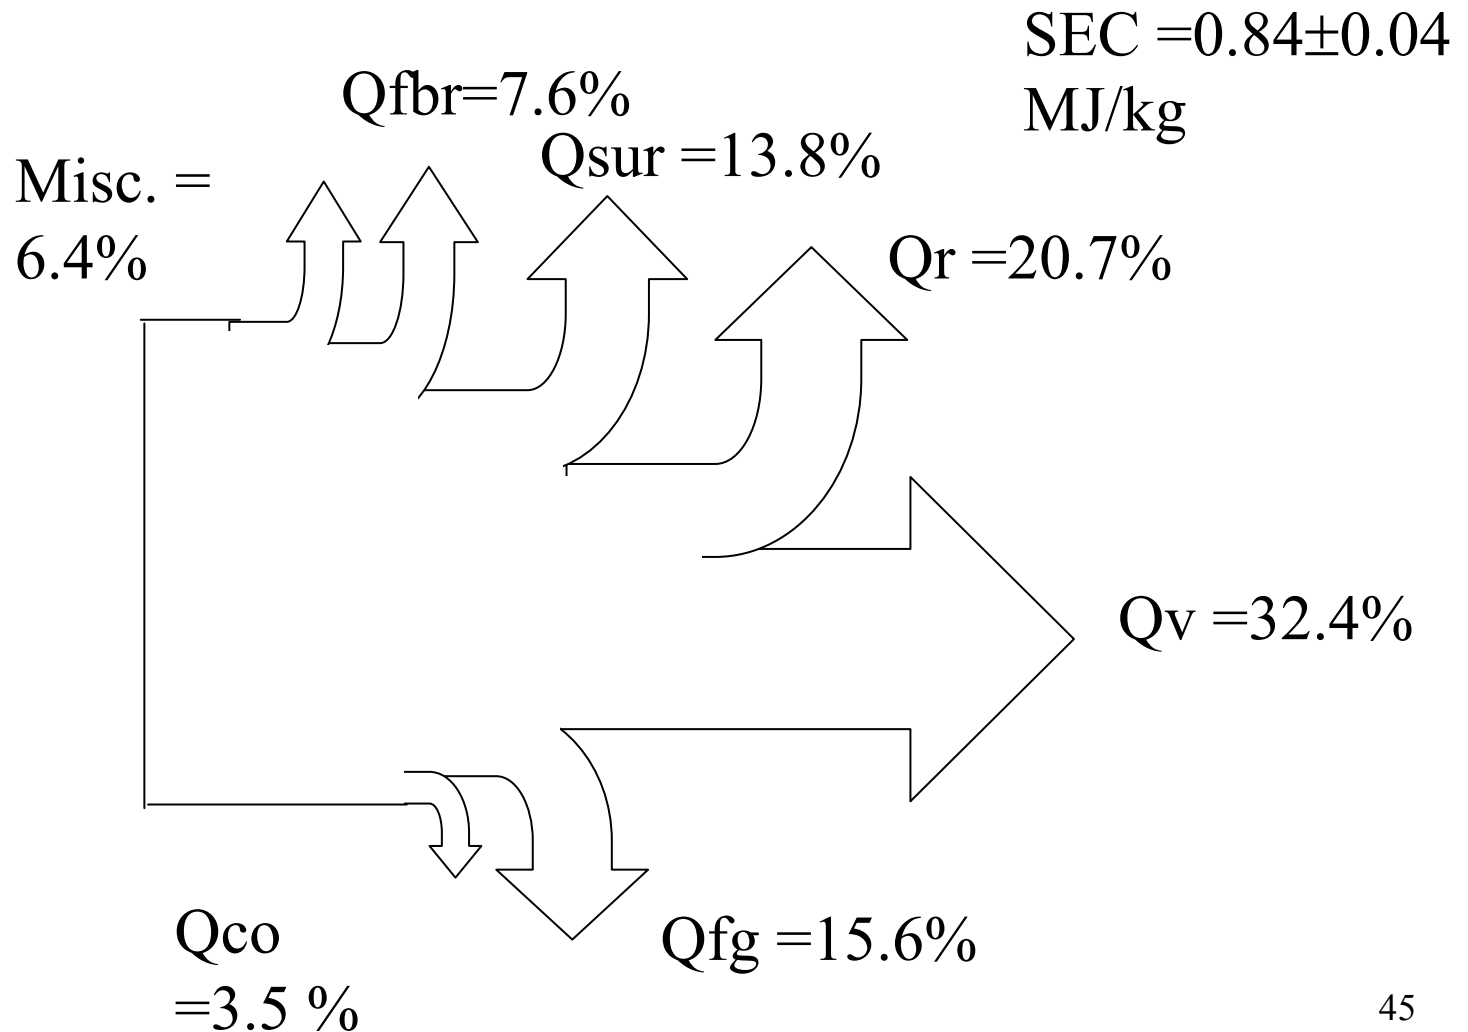 SEC =0.84±0.04
MJ/kg
Qfbr=7.6%
Qsur =13.8%
Misc. =
6.4%
Qr =20.7%
Qv =32.4%
Qco
=3.5 %
Qfg =15.6%
45